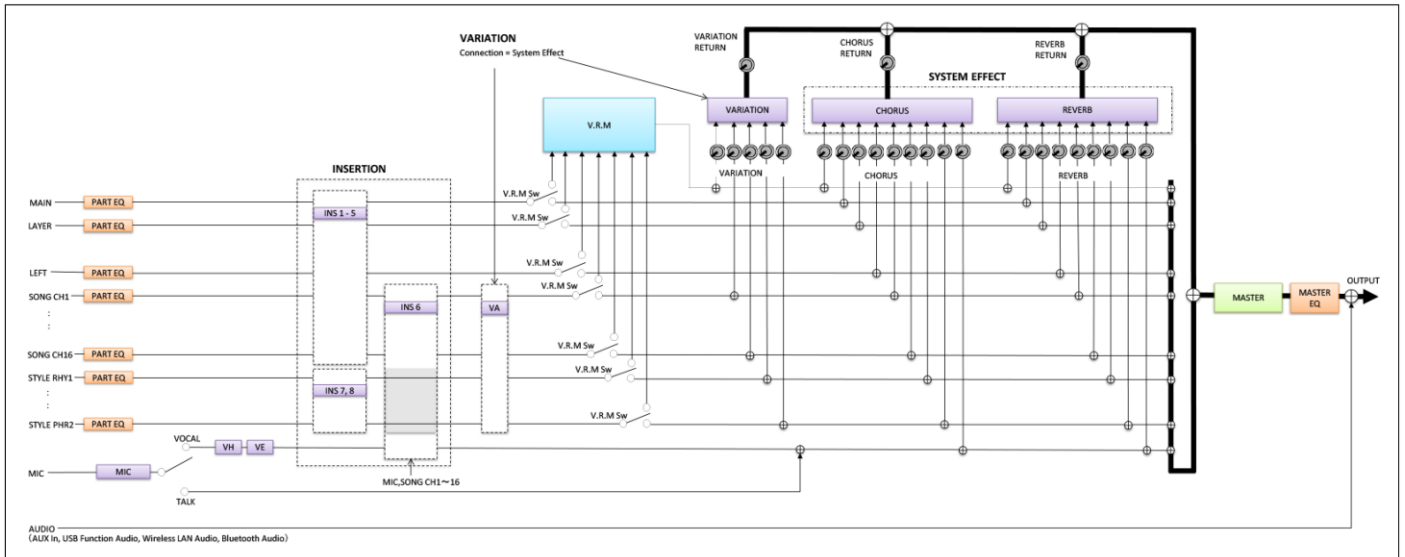 VARIATION
Connection = System Effect
VARIATION
RETURN
CHORUS
RETURN
REVERB
RETURN
SYSTEM EFFECT
V.R.M
VARIATION
CHORUS
REVERB
INSERTION
VARIATION
CHORUS
REVERB
MAIN
PART EQ
INS 1 - 5
V.R.M Sw
LAYER
PART EQ
V.R.M Sw
LEFT
PART EQ
V.R.M Sw
SONG CH1
PART EQ
INS 6
VA
V.R.M Sw
:
:
MASTER
MASTER
EQ
OUTPUT
SONG CH16
PART EQ
V.R.M Sw
STYLE RHY1
PART EQ
INS 7, 8
V.R.M Sw
:
:
STYLE PHR2
PART EQ
V.R.M Sw
VOCAL
VH
VE
MIC
MIC
MIC,SONG CH1～16
TALK
AUDIO
(AUX In, USB Function Audio, Wireless LAN Audio, Bluetooth Audio)